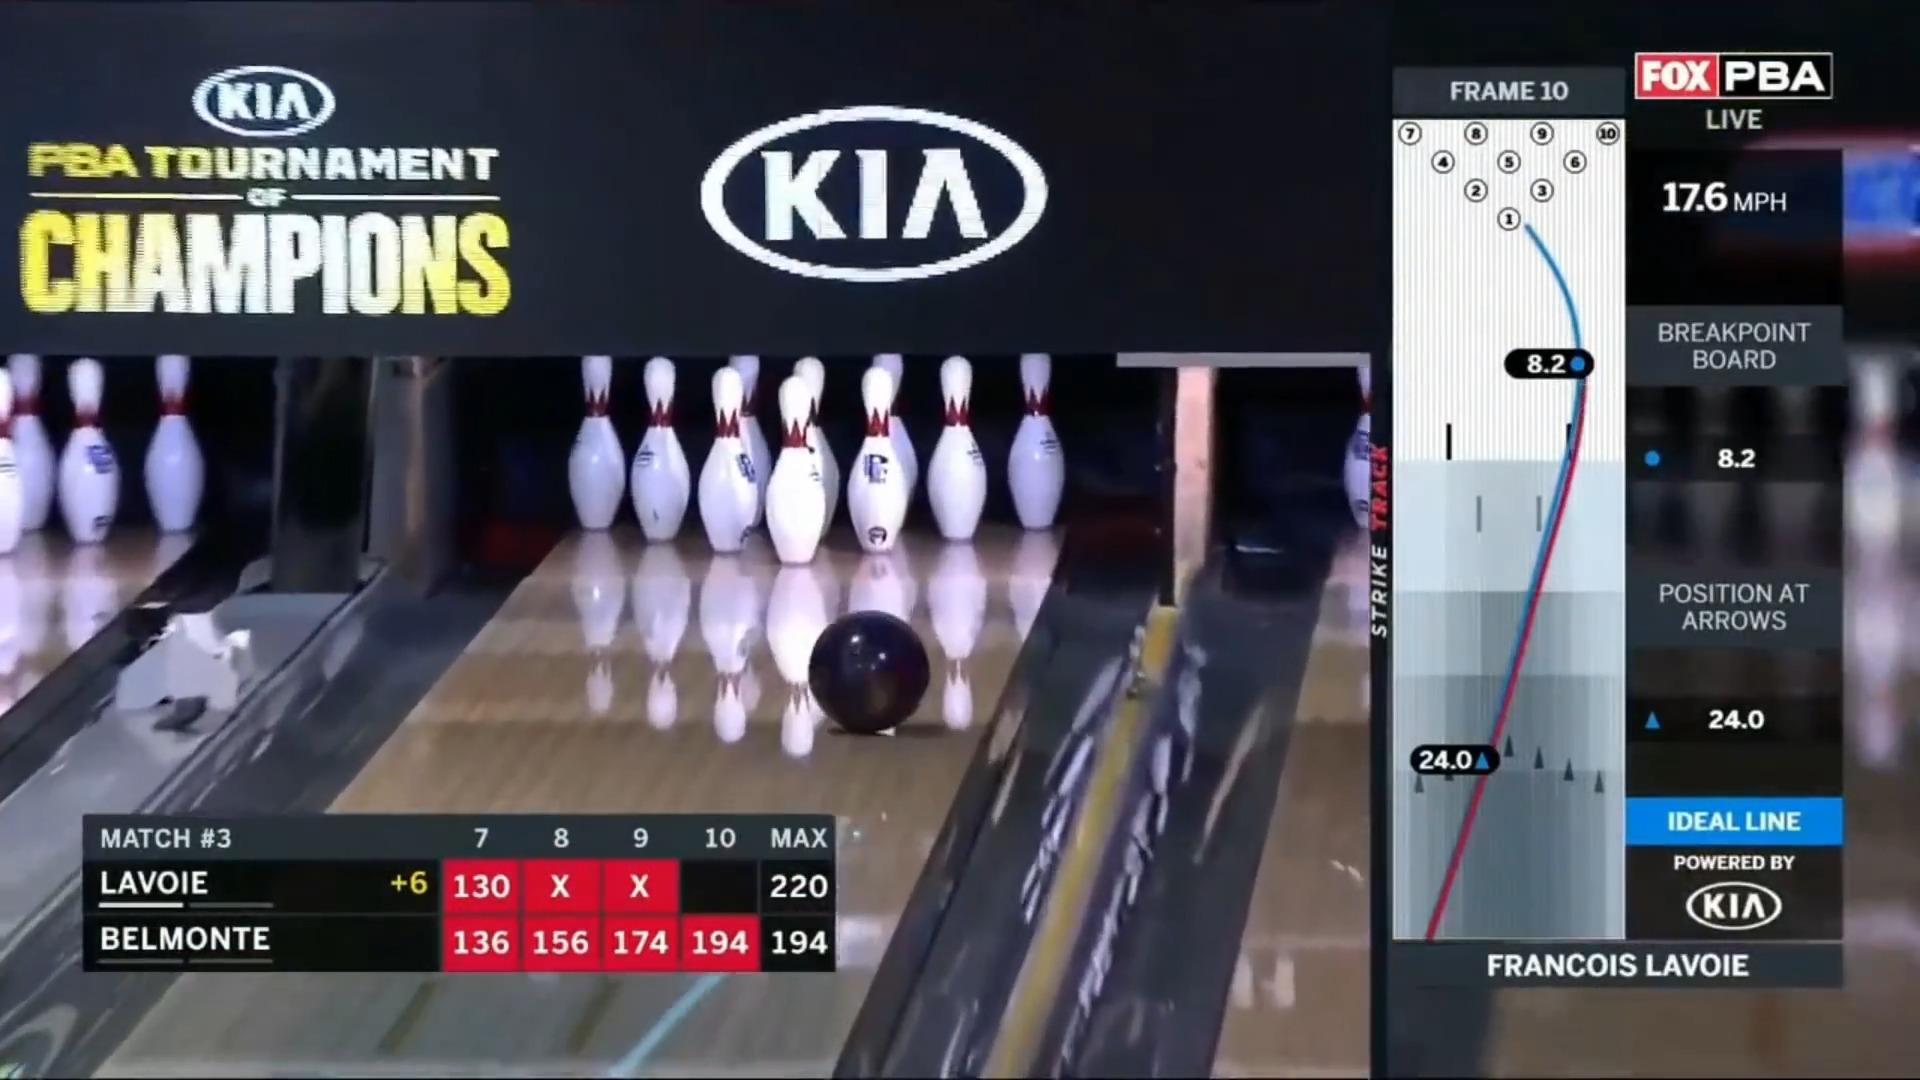 KIA
PBA TOURNAMENT
OF
CHAMPIONS
KIA
FRAME 10
7 8 9 10
4 5 6
2 3
1
8.2
24.0
STRIKE TRACK
FRANCOIS LAVOIE
FOX PBA
LIVE
17.6 MPH
BREAKPOINT
BOARD
8.2
POSITION AT
ARROWS
24.0
IDEAL LINE
POWERED BY
KIA
MATCH #3 7 8 9 10 MAX
LAVOIE +6 130 X X 220
BELMONTE 136 156 174 194 194